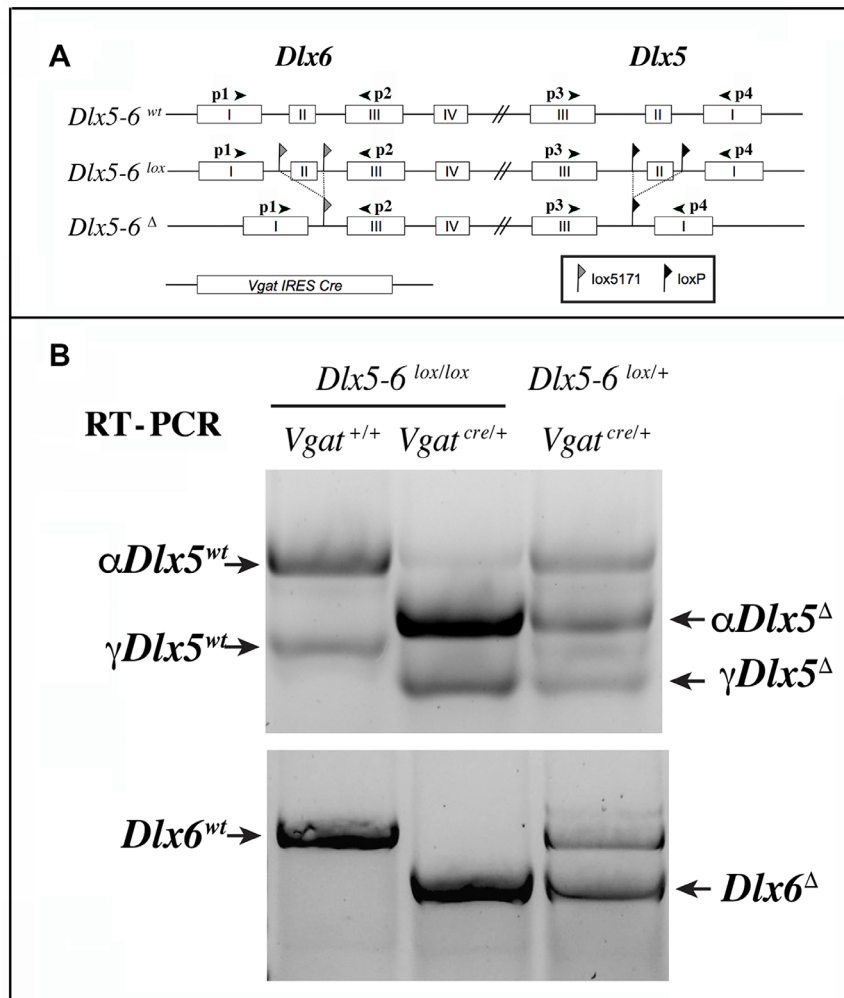 A
Dlx6 Dlx5
p1 p2 p3 p4
Dlx5-6 wt I II III IV // III II I
p1 p2 p3 p4
Dlx5-6 lox I II III IV // III II I
p1 p2 p3 p4
Dlx5-6 Δ I III IV // III I
Vgat IRES Cre
lox5171 loxP
B
Dlx5-6 lox/lox Dlx5-6 lox/+
RT-PCR
Vgat +/+ Vgat cre/+ Vgat cre/+
αDlx5wt
αDlx5Δ
γDlx5wt
γDlx5Δ
Dlx6wt
Dlx6Δ